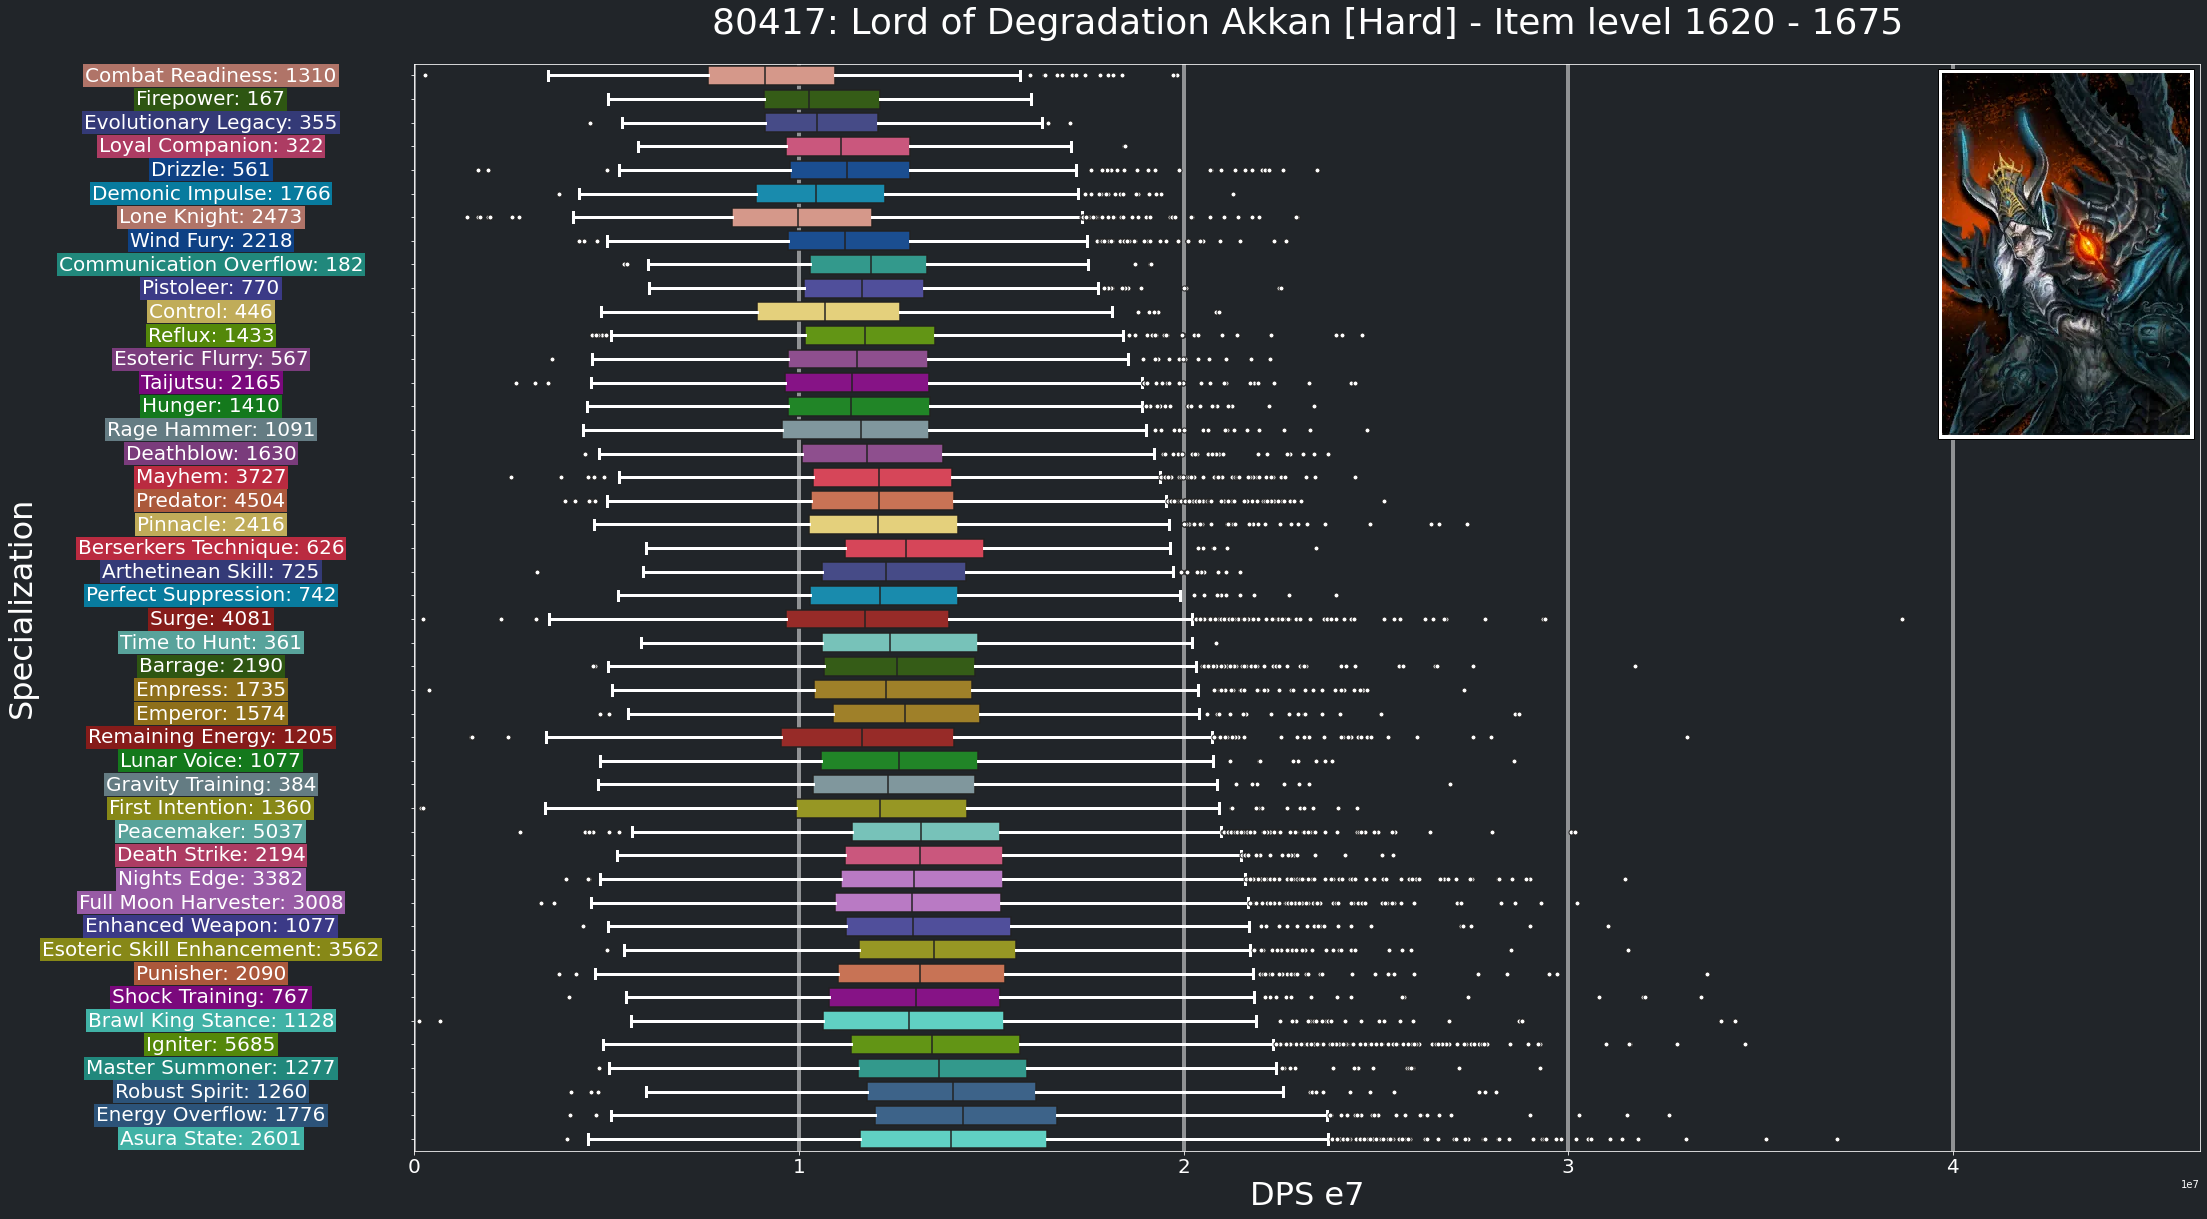 80417: Lord of Degradation Akkan [Hard] - Item level 1620 - 1675
Specialization
Combat Readiness: 1310
Firepower: 167
Evolutionary Legacy: 355
Loyal Companion: 322
Drizzle: 561
Demonic Impulse: 1766
Lone Knight: 2473
Wind Fury: 2218
Communication Overflow: 182
Pistoleer: 770
Control: 446
Reflux: 1433
Esoteric Flurry: 567
Taijutsu: 2165
Hunger: 1410
Rage Hammer: 1091
Deathblow: 1630
Mayhem: 3727
Predator: 4504
Pinnacle: 2416
Berserkers Technique: 626
Arthetinean Skill: 725
Perfect Suppression: 742
Surge: 4081
Time to Hunt: 361
Barrage: 2190
Empress: 1735
Emperor: 1574
Remaining Energy: 1205
Lunar Voice: 1077
Gravity Training: 384
First Intention: 1360
Peacemaker: 5037
Death Strike: 2194
Nights Edge: 3382
Full Moon Harvester: 3008
Enhanced Weapon: 1077
Esoteric Skill Enhancement: 3562
Punisher: 2090
Shock Training: 767
Brawl King Stance: 1128
Igniter: 5685
Master Summoner: 1277
Robust Spirit: 1260
Energy Overflow: 1776
Asura State: 2601
0 1 2 3 4
1e7
DPS e7